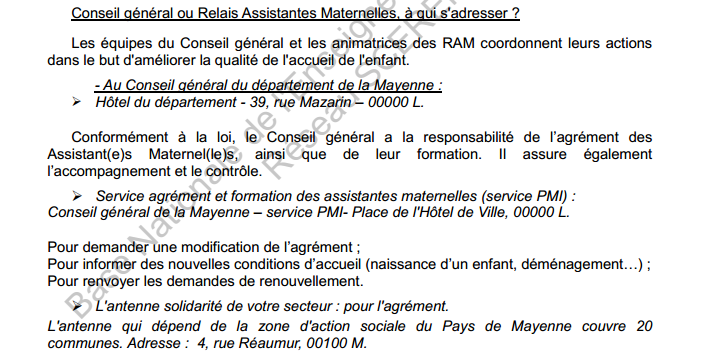 Conseil général ou Relais Assistantes Maternelles, à qui s'adresser ?
Les équipes du Conseil général et les animatrices des RAM coordonnent leurs actions
dans le but d'améliorer la qualité de l'accueil de l'enfant.
- Au Conseil général du département de la Mayenne :
➢ Hôtel du département - 39, rue Mazarin – 00000 L.
Conformément à la loi, le Conseil général a la responsabilité de l’agrément des
Assistant(e)s Maternel(le)s, ainsi que de leur formation. Il assure également
l’accompagnement et le contrôle.
➢ Service agrément et formation des assistantes maternelles (service PMI) :
Conseil général de la Mayenne – service PMI- Place de l'Hôtel de Ville, 00000 L.
Pour demander une modification de l’agrément ;
Pour informer des nouvelles conditions d’accueil (naissance d’un enfant, déménagement…) ;
Pour renvoyer les demandes de renouvellement.
➢ L'antenne solidarité de votre secteur : pour l'agrément.
L'antenne qui dépend de la zone d'action sociale du Pays de Mayenne couvre 20
communes. Adresse : 4, rue Réaumur, 00100 M.
Base Nationale de l'Enseigne
Réseau SCEREN